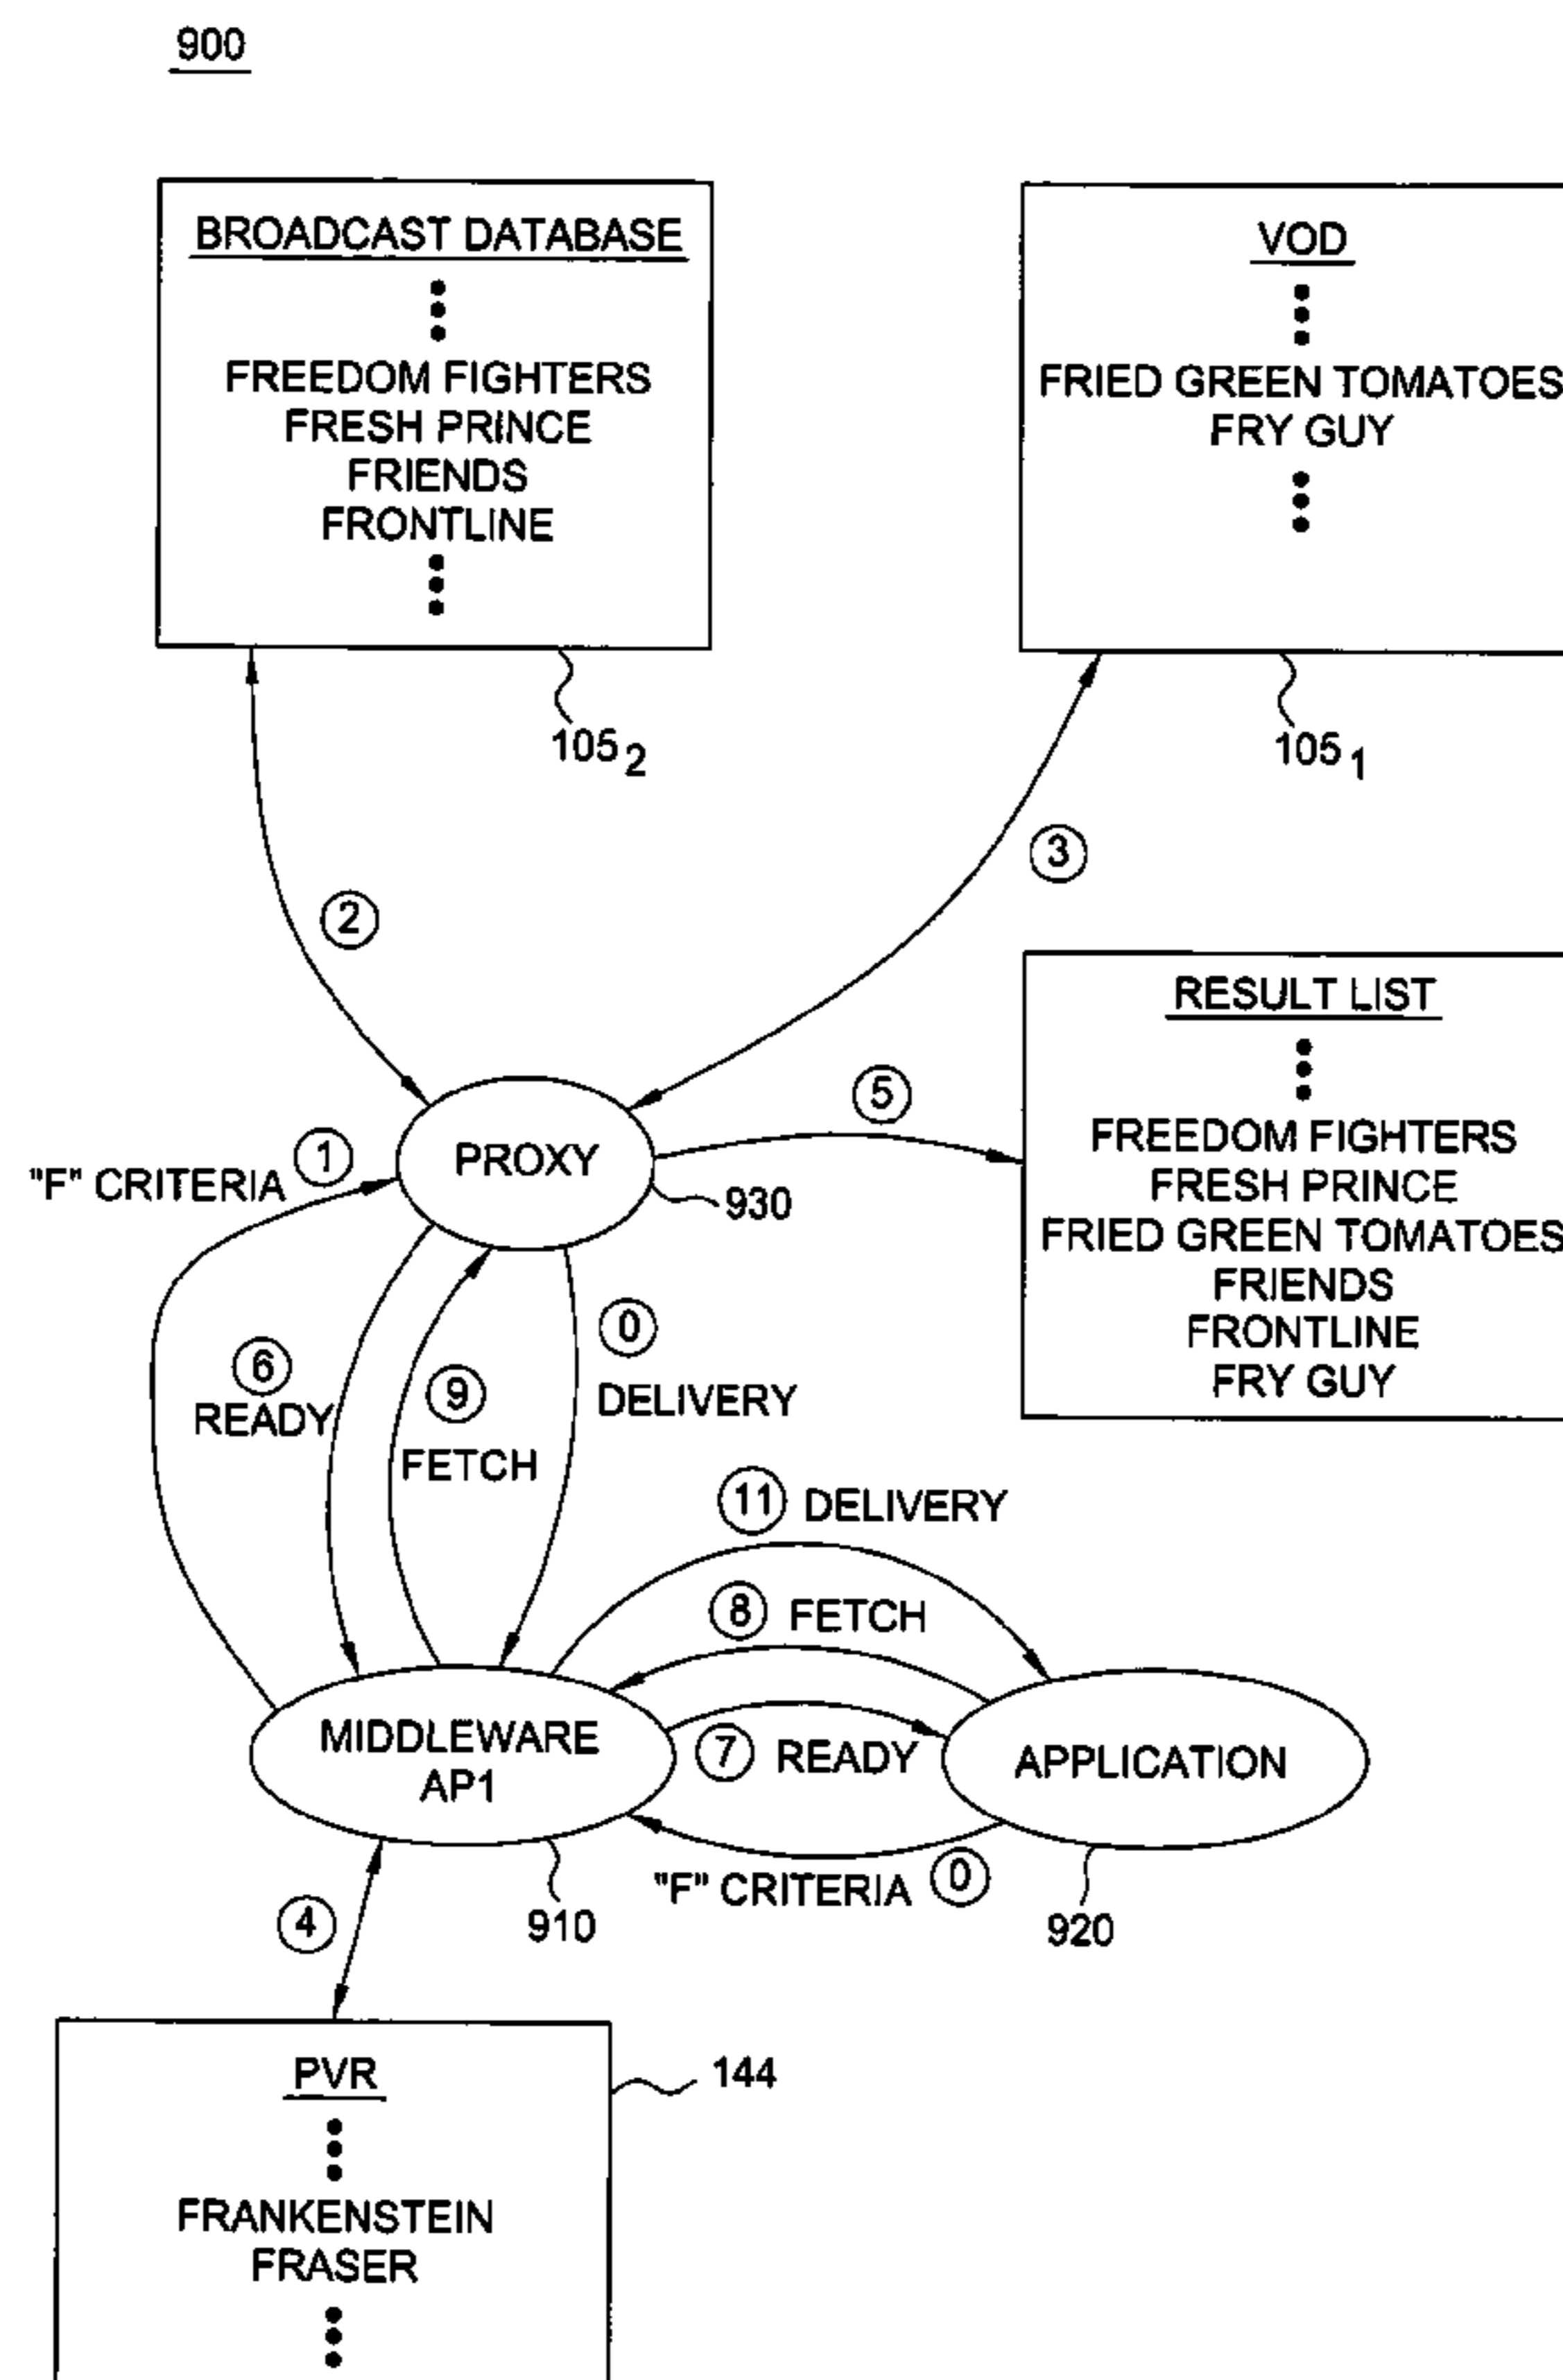 900
BROADCAST DATABASE
FREEDOM FIGHTERS
FRESH PRINCE
FRIENDS
FRONTLINE
105 2
VOD
FRIED GREEN TOMATOES
FRY GUY
105 1
3
2
RESULT LIST
FREEDOM FIGHTERS
FRESH PRINCE
FRIED GREEN TOMATOES
FRIENDS
FRONTLINE
FRY GUY
5
"F" CRITERIA 1
PROXY
930
6
READY
9
FETCH
0
DELIVERY
11 DELIVERY
8 FETCH
7 READY
MIDDLEWARE
AP1
APPLICATION
"F" CRITERIA 0
910
920
4
PVR
144
FRANKENSTEIN
FRASER